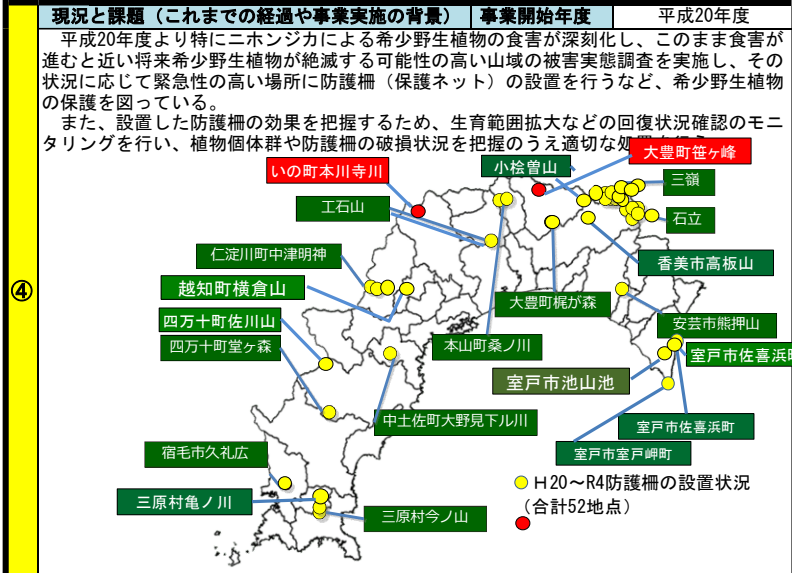 現況と課題（これまでの経過や事業実施の背景） 事業開始年度 平成20年度
平成20年度より特にニホンジカによる希少野生植物の食害が深刻化し、このまま食害が
進むと近い将来希少野生植物が絶滅する可能性の高い山域の被害実態調査を実施し、その
状況に応じて緊急性の高い場所に防護柵（保護ネット）の設置を行うなど、希少野生植物
の保護を図っている。
また、設置した防護柵の効果を把握するため、生育範囲拡大などの回復状況確認のモニ
タリングを行い、植物個体群や防護柵の破損状況を把握のうえ適切な
④
大豊町笹ヶ峰
小桧曽山
いの町本川寺川
三嶺
工石山
石立
仁淀川町中津明神
香美市高板山
越知町横倉山
大豊町梶が森
四万十町佐川山
安芸市熊押山
四万十町堂ヶ森
本山町桑ノ川
室戸市佐喜浜
室戸市池山池
中土佐町大野見下ル川
室戸市佐喜浜町
宿毛市久礼広
室戸市室戸岬町
三原村亀ノ川
三原村今ノ山
Ｈ20～R4防護柵の設置状況
（合計52地点）